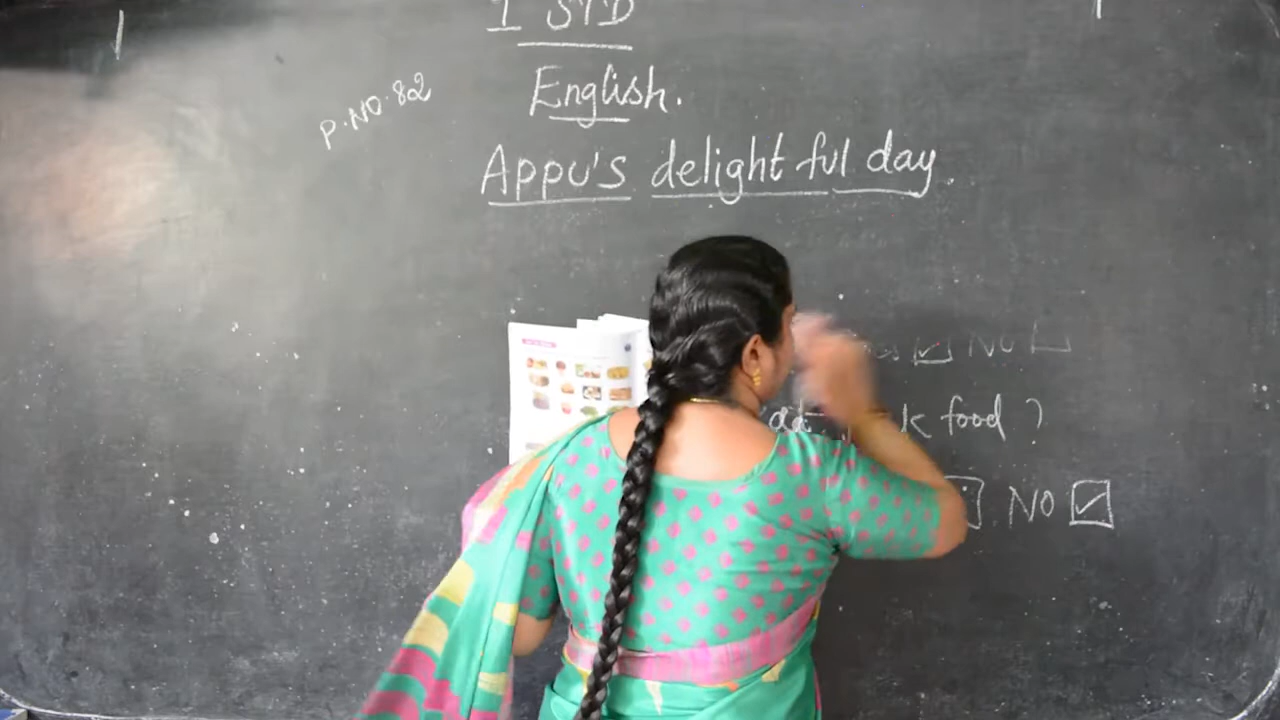 I STD
English.
P.NO.82
Appu's delightful day.
NO
food ?
NO